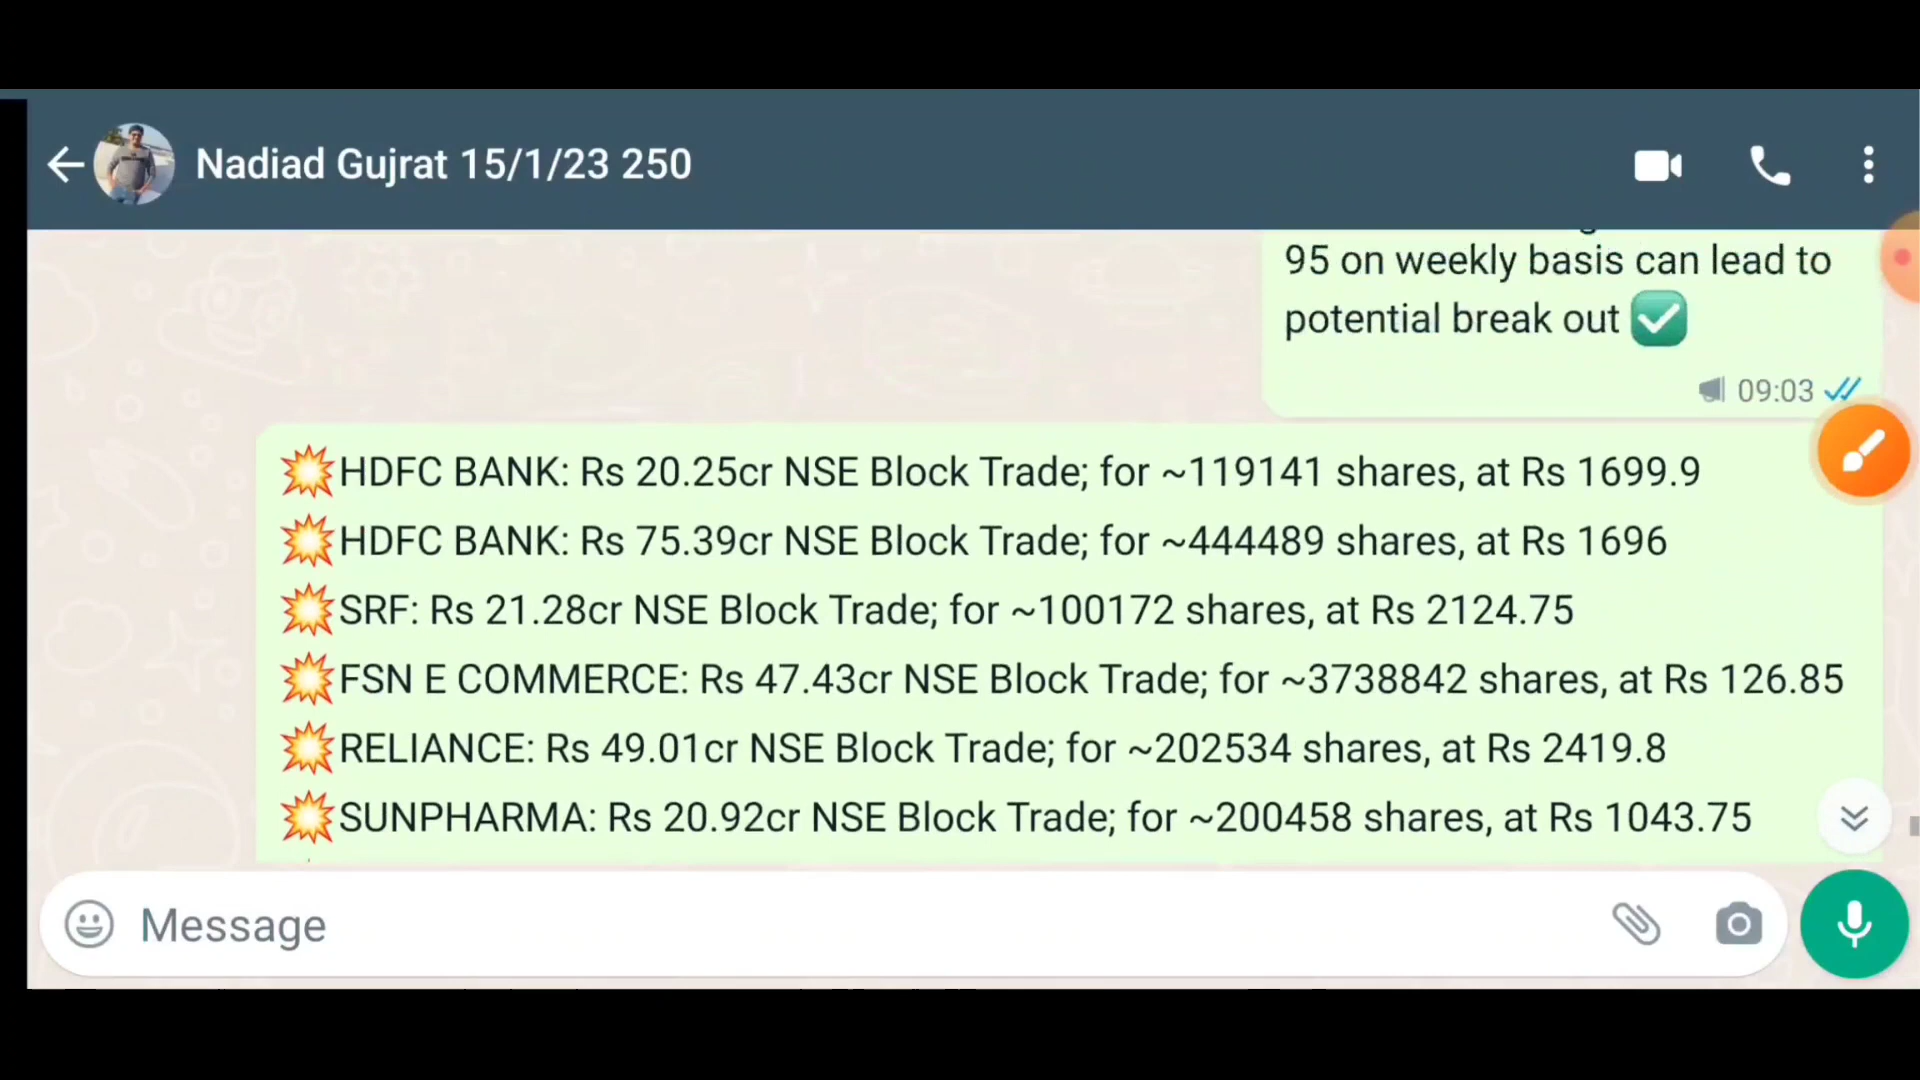 Nadiad Gujrat 15/1/23 250
95 on weekly basis can lead to
potential break out ✅
09:03
💥HDFC BANK: Rs 20.25cr NSE Block Trade; for ~119141 shares, at Rs 1699.9
💥HDFC BANK: Rs 75.39cr NSE Block Trade; for ~444489 shares, at Rs 1696
💥SRF: Rs 21.28cr NSE Block Trade; for ~100172 shares, at Rs 2124.75
💥FSN E COMMERCE: Rs 47.43cr NSE Block Trade; for ~3738842 shares, at Rs 126.85
💥RELIANCE: Rs 49.01cr NSE Block Trade; for ~202534 shares, at Rs 2419.8
💥SUNPHARMA: Rs 20.92cr NSE Block Trade; for ~200458 shares, at Rs 1043.75
Message